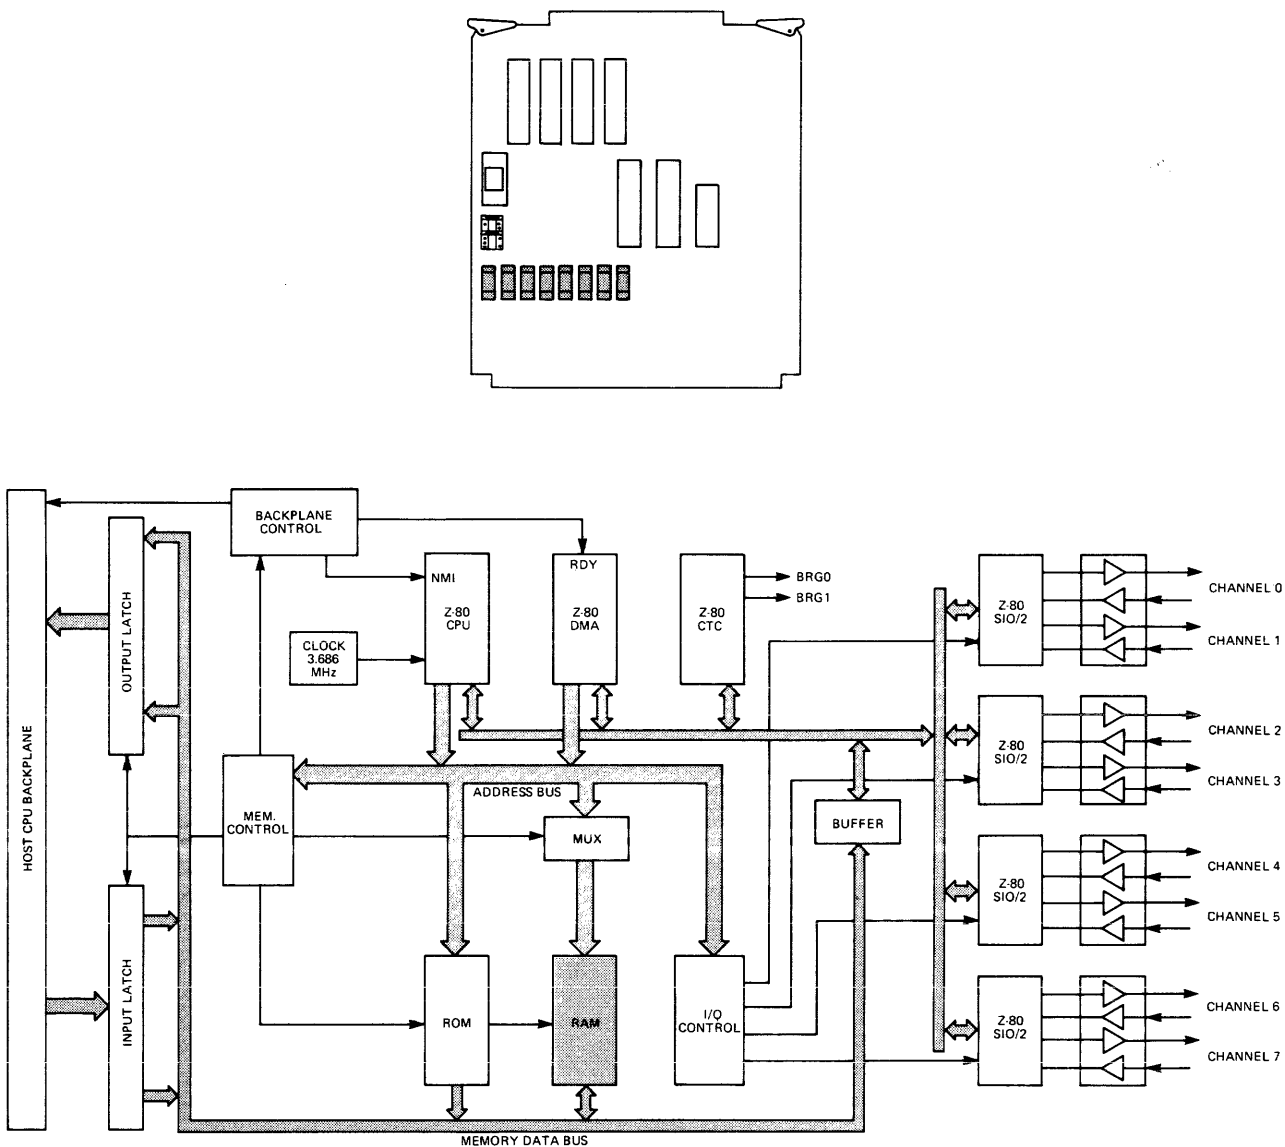 BACKPLANE
CONTROL
NMI
Z-80
CPU
RDY
Z-80
DMA
Z-80
CTC
BRG0
BRG1
CLOCK
3.686
MHz
HOST CPU BACKPLANE
OUTPUT LATCH
INPUT LATCH
MEM.
CONTROL
ADDRESS BUS
MUX
BUFFER
ROM
RAM
I/O
CONTROL
MEMORY DATA BUS
Z-80
SIO/2
CHANNEL 0
CHANNEL 1
Z-80
SIO/2
CHANNEL 2
CHANNEL 3
Z-80
SIO/2
CHANNEL 4
CHANNEL 5
Z-80
SIO/2
CHANNEL 6
CHANNEL 7